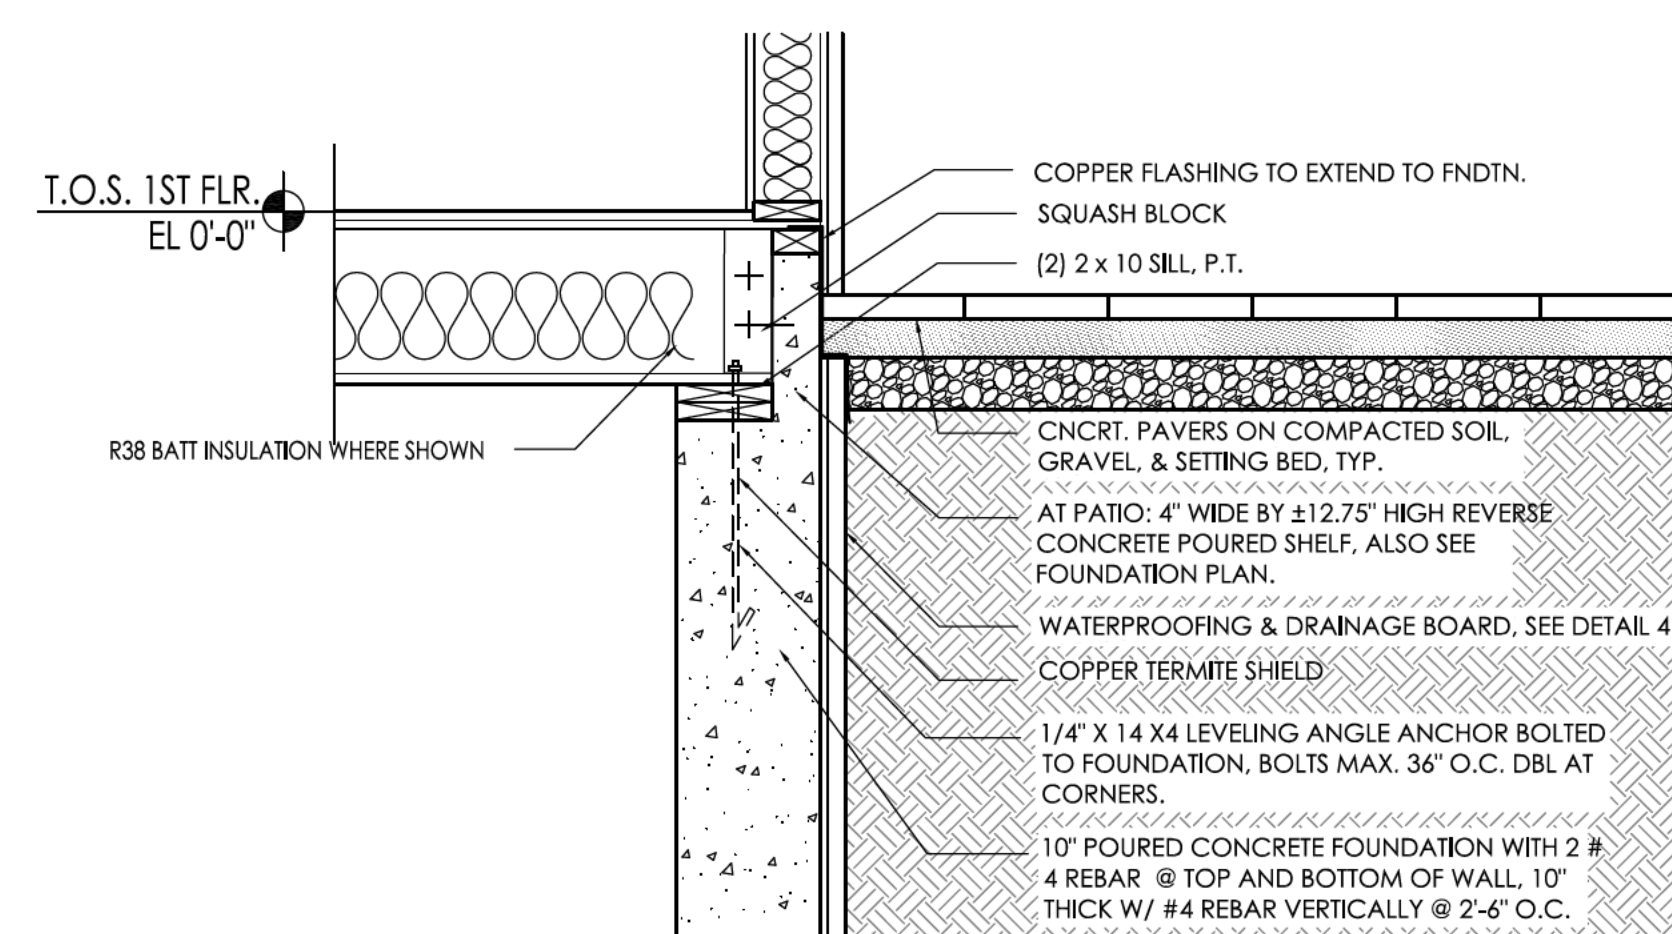 T.O.S. 1ST FLR.
EL 0'-0"
COPPER FLASHING TO EXTEND TO FNDTN.
SQUASH BLOCK
(2) 2 x 10 SILL, P.T.
R38 BATT INSULATION WHERE SHOWN
CNCRT. PAVERS ON COMPACTED SOIL,
GRAVEL, & SETTING BED, TYP.
AT PATIO: 4" WIDE BY ±12.75" HIGH REVERSE
CONCRETE POURED SHELF, ALSO SEE
FOUNDATION PLAN.
WATERPROOFING & DRAINAGE BOARD, SEE DETAIL 4
COPPER TERMITE SHIELD
1/4" X 14 X4 LEVELING ANGLE ANCHOR BOLTED
TO FOUNDATION, BOLTS MAX. 36" O.C. DBL AT
CORNERS.
10" POURED CONCRETE FOUNDATION WITH 2 #
4 REBAR @ TOP AND BOTTOM OF WALL, 10"
THICK W/ #4 REBAR VERTICALLY @ 2'-6" O.C.